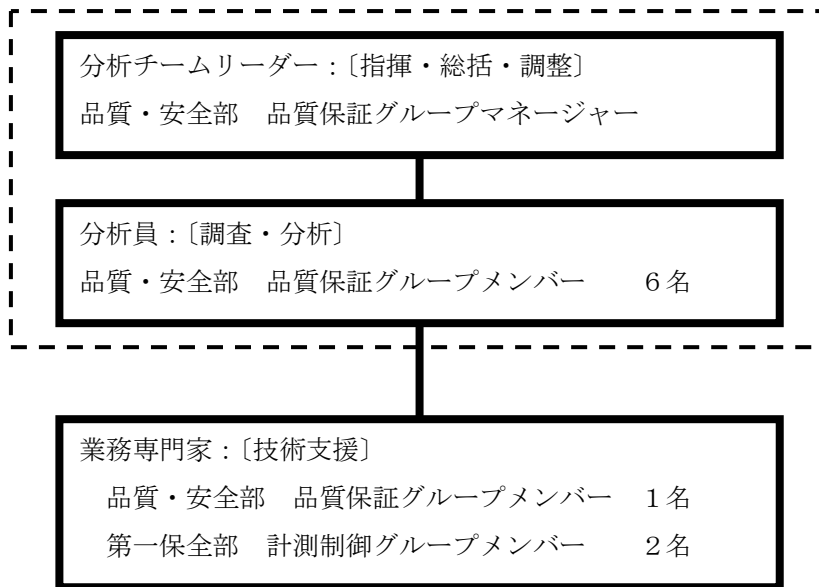 分析チームリーダー：〔指揮・総括・調整〕
品質・安全部　品質保証グループマネージャー
分析員：〔調査・分析〕
品質・安全部　品質保証グループメンバー　　６名
業務専門家：〔技術支援〕
品質・安全部　品質保証グループメンバー　１名
第一保全部　計測制御グループメンバー　　２名